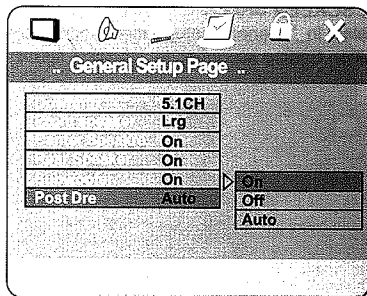 .. General Setup Page ..
5.1CH
Lrg
On
On
On On
Post Dre Auto Off
Auto